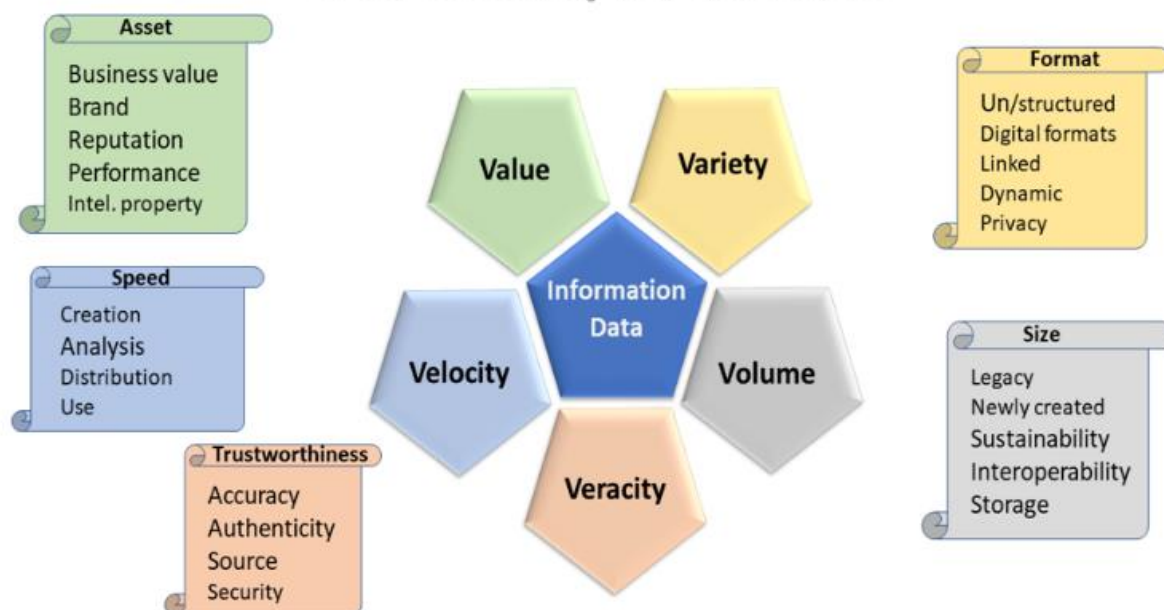 Asset
Business value
Brand
Reputation
Performance
Intel. property
Speed
Creation
Analysis
Distribution
Use
Trustworthiness
Accuracy
Authenticity
Source
Security
Value
Variety
Information
Data
Velocity
Volume
Veracity
Format
Un/structured
Digital formats
Linked
Dynamic
Privacy
Size
Legacy
Newly created
Sustainability
Interoperability
Storage